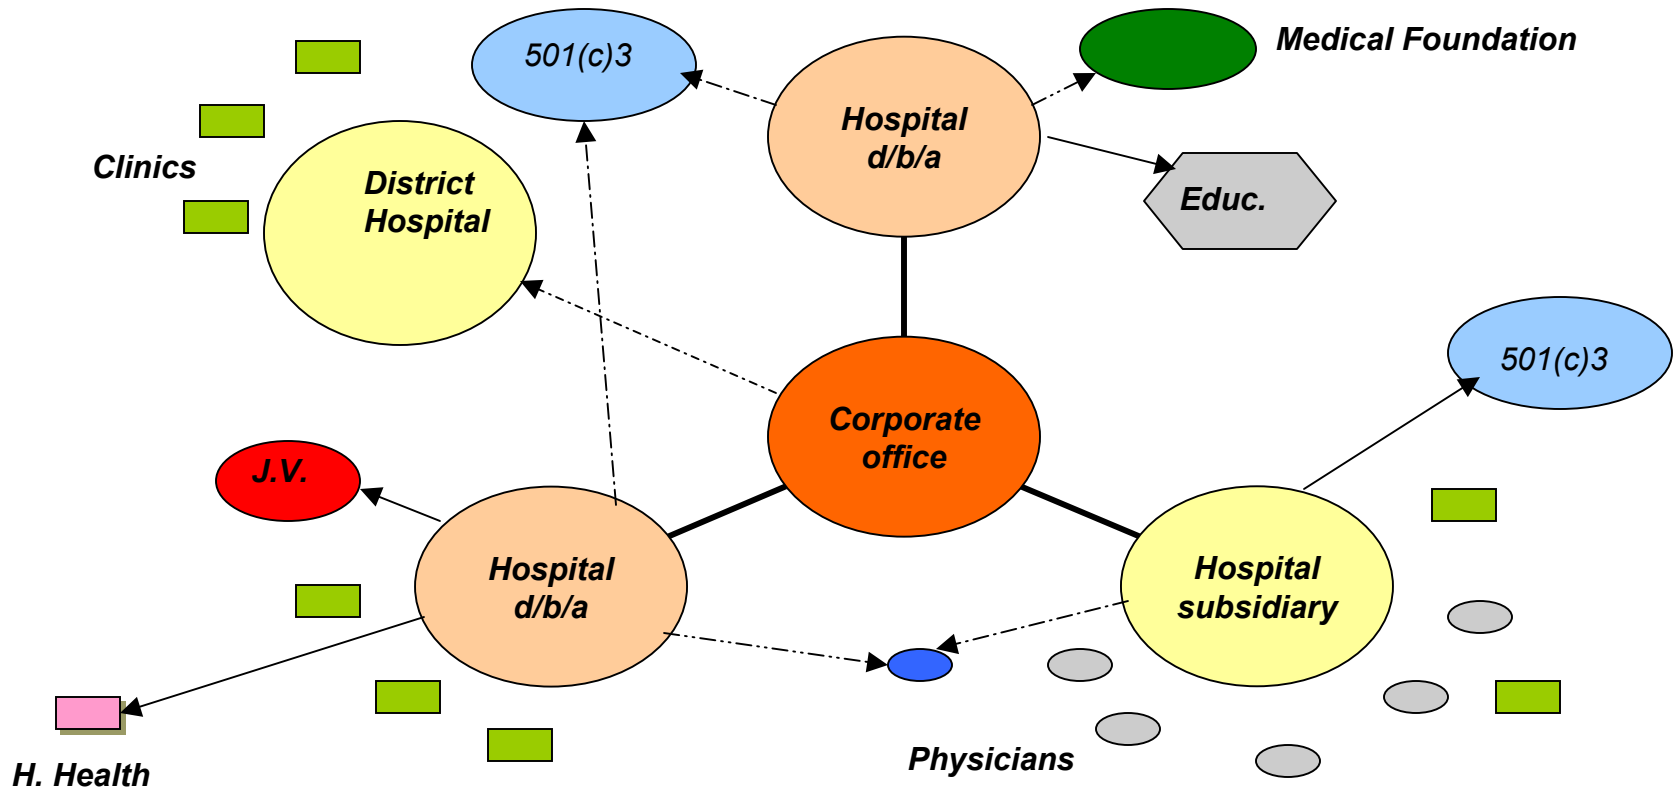 501(c)3
Medical Foundation
Hospital
d/b/a
Clinics
District
Hospital
Educ.
501(c)3
Corporate
office
J.V.
Hospital
d/b/a
Hospital
subsidiary
Physicians
H. Health